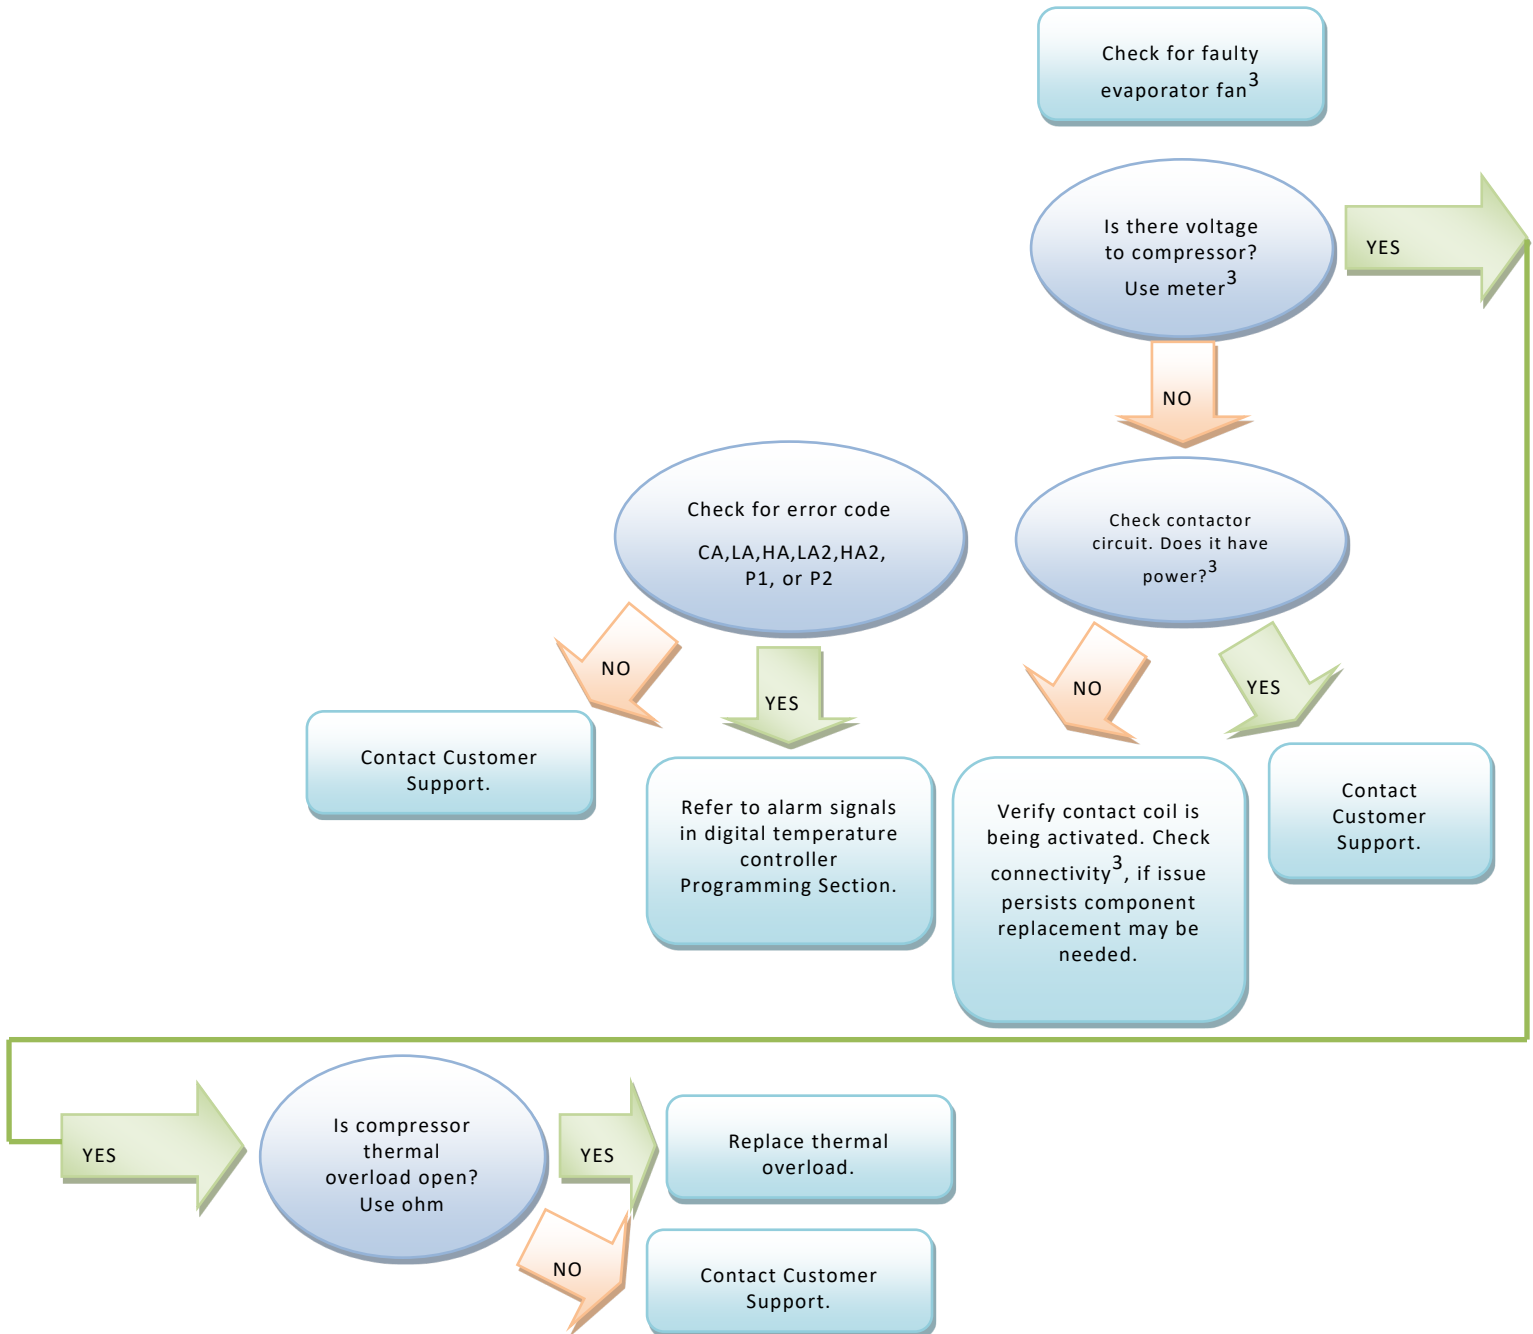 Check for faulty
evaporator fan3
Is there voltage
to compressor?
Use meter3
YES
NO
Check for error code
CA,LA,HA,LA2,HA2,
P1, or P2
Check contactor
circuit. Does it have
power?3
NO
YES
NO
YES
Contact Customer
Support.
Refer to alarm signals
in digital temperature
controller
Programming Section.
Verify contact coil is
being activated. Check
connectivity3, if issue
persists component
replacement may be
needed.
Contact
Customer
Support.
YES
Is compressor
thermal
overload open?
Use ohm
YES
Replace thermal
overload.
NO
Contact Customer
Support.